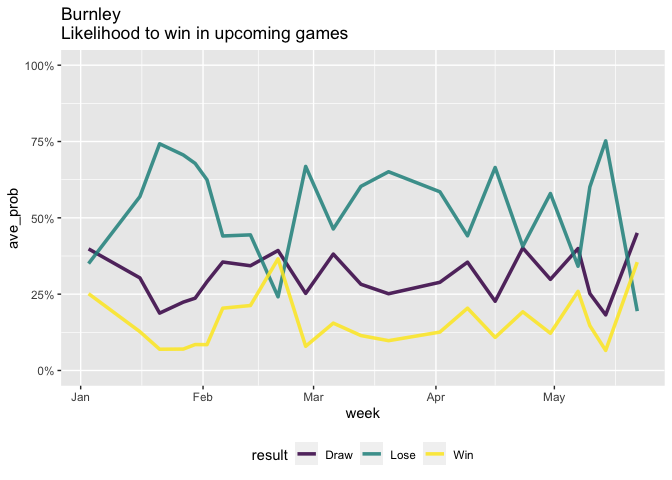 Burnley
Likelihood to win in upcoming games
100%
75%
50%
25%
0%
ave_prob
Jan Feb Mar Apr May
week
result Draw Lose Win